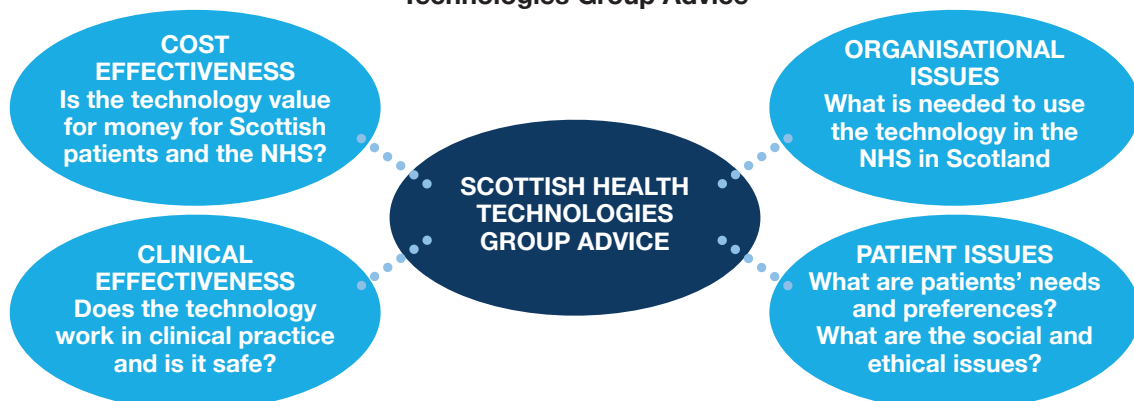 Technologies Group Advice
COST
EFFECTIVENESS
Is the technology value
for money for Scottish
patients and the NHS?
ORGANISATIONAL
ISSUES
What is needed to use
the technology in the
NHS in Scotland
SCOTTISH HEALTH
TECHNOLOGIES
GROUP ADVICE
CLINICAL
EFFECTIVENESS
Does the technology
work in clinical practice
and is it safe?
PATIENT ISSUES
What are patients’ needs
and preferences?
What are the social and
ethical issues?